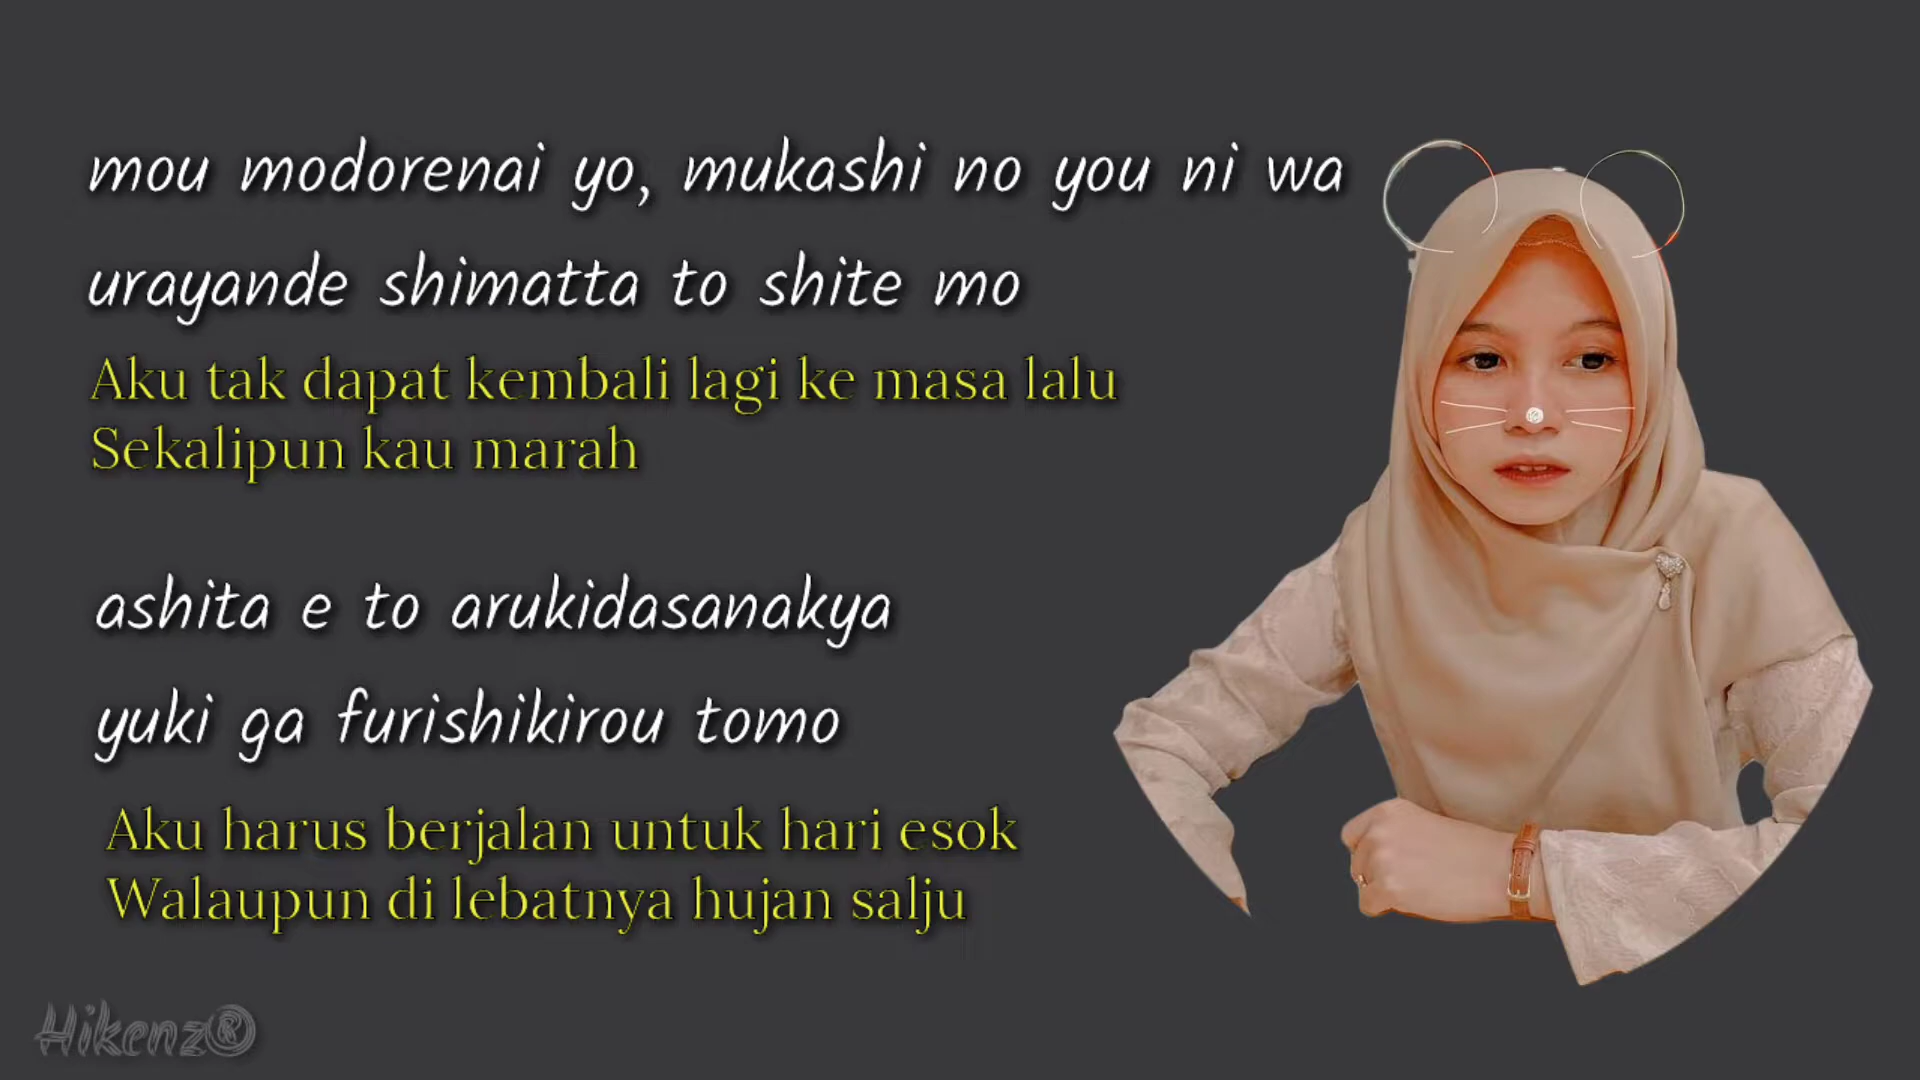 mou modorenai yo, mukashi no you ni wa
urayande shimatta to shite mo
Aku tak dapat kembali lagi ke masa lalu
Sekalipun kau marah
ashita e to arukidasanakya
yuki ga furishikirou tomo
Aku harus berjalan untuk hari esok
Walaupun di lebatnya hujan salju
Hikenz®